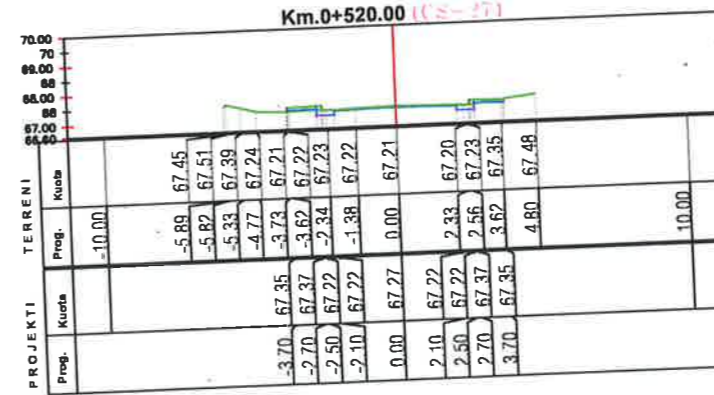 Km.0+520.00 (CS-27)
70.00
70
69.00
68.00
68
67.00
66.60
TERRENI
Kuota 67.45 67.51 67.39 67.24 67.21 67.22 67.23 67.22 67.21 67.20 67.23 67.35 67.48
Prog. -10.00 -5.89 -5.82 -5.33 -4.77 -3.73 -3.62 -2.34 -1.38 0.00 2.33 2.56 3.62 4.80 10.00
PROJEKTI
Kuota 67.35 67.37 67.22 67.22 67.27 67.22 67.22 67.37 67.35
Prog. -3.70 -2.70 -2.50 -2.10 0.00 2.10 2.50 2.70 3.70